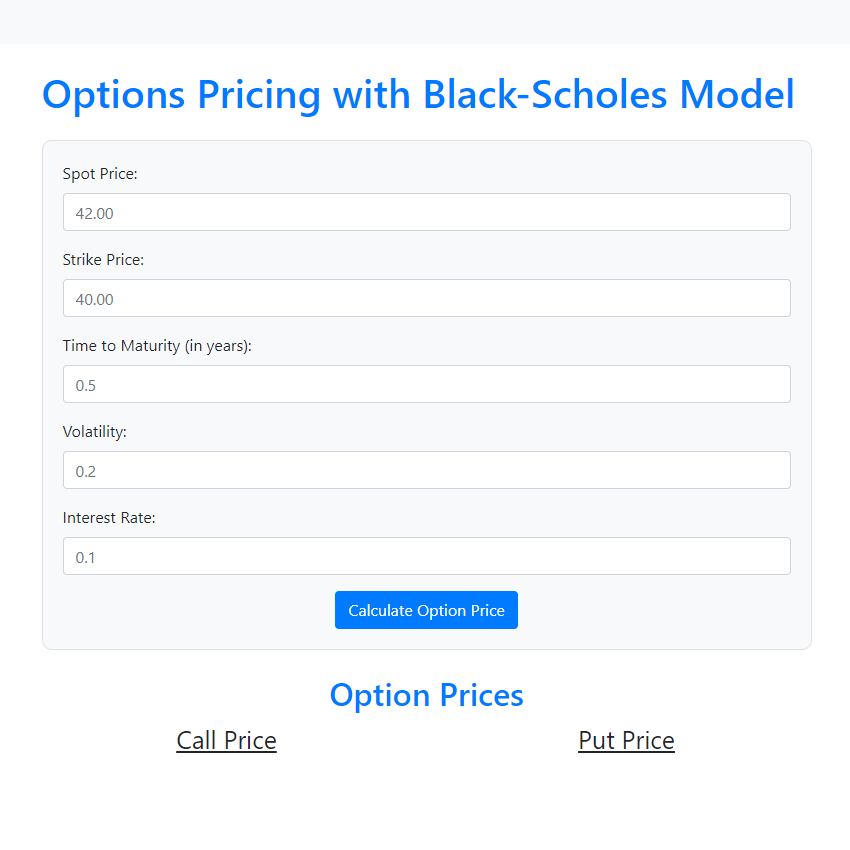 Options Pricing with Black-Scholes Model
Spot Price:
42.00
Strike Price:
40.00
Time to Maturity (in years):
0.5
Volatility:
0.2
Interest Rate:
0.1
Calculate Option Price
Option Prices
Call Price
Put Price